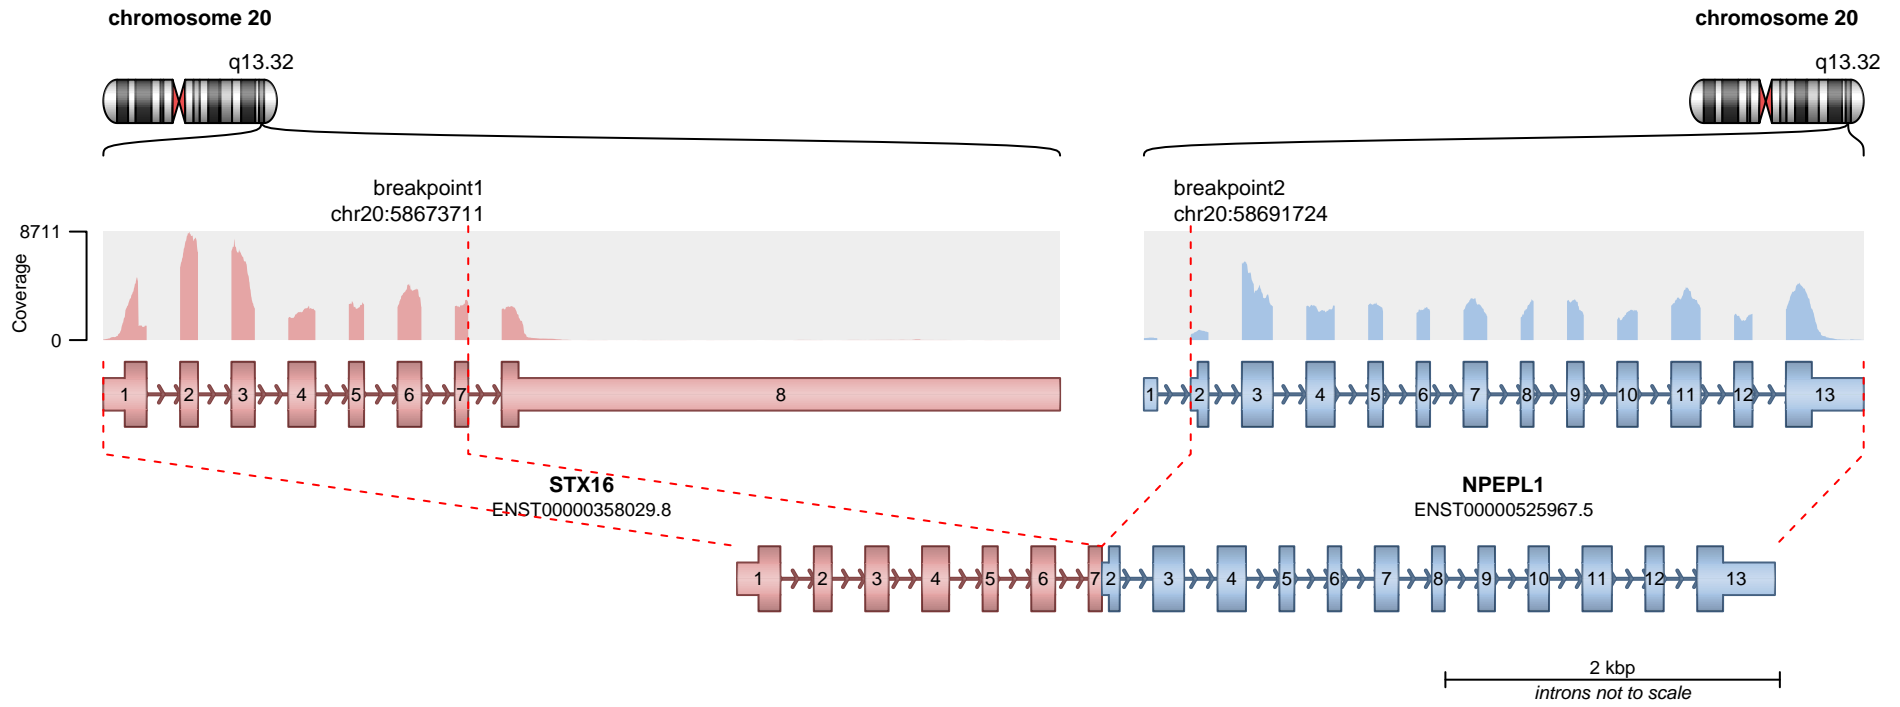 chromosome 20
chromosome 20
q13.32
q13.32
breakpoint1
chr20:58673711
breakpoint2
chr20:58691724
8711
Coverage
0
1 2 3 4 5 6 7 8
1 2 3 4 5 6 7 8 9 10 11 12 13
STX16
ENST00000358029.8
NPEPL1
ENST00000525967.5
1 2 3 4 5 6 7 2 3 4 5 6 7 8 9 10 11 12 13
2 kbp
introns not to scale